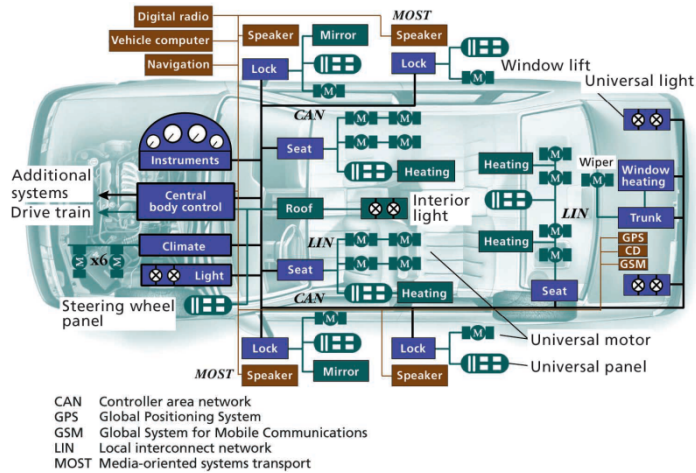 Digital radio
Vehicle computer
Navigation
MOST
Speaker
Speaker
Mirror
Lock
Lock
M
M
Window lift
Universal light
CAN
Instruments
Seat
M
M
M
M
Heating
Heating
M
M
Wiper
M
Window
heating
Additional
systems
Drive train
Central
body control
Roof
Interior
light
LIN
Trunk
GPS
CD
GSM
Climate
M
x6
M
LIN
M
M
M
M
Heating
M
M
Light
Seat
Heating
CAN
Seat
Steering wheel
panel
Lock
M
Lock
M
Universal motor
Universal panel
MOST
Speaker
Mirror
Speaker
CAN Controller area network
GPS Global Positioning System
GSM Global System for Mobile Communications
LIN Local interconnect network
MOST Media-oriented systems transport